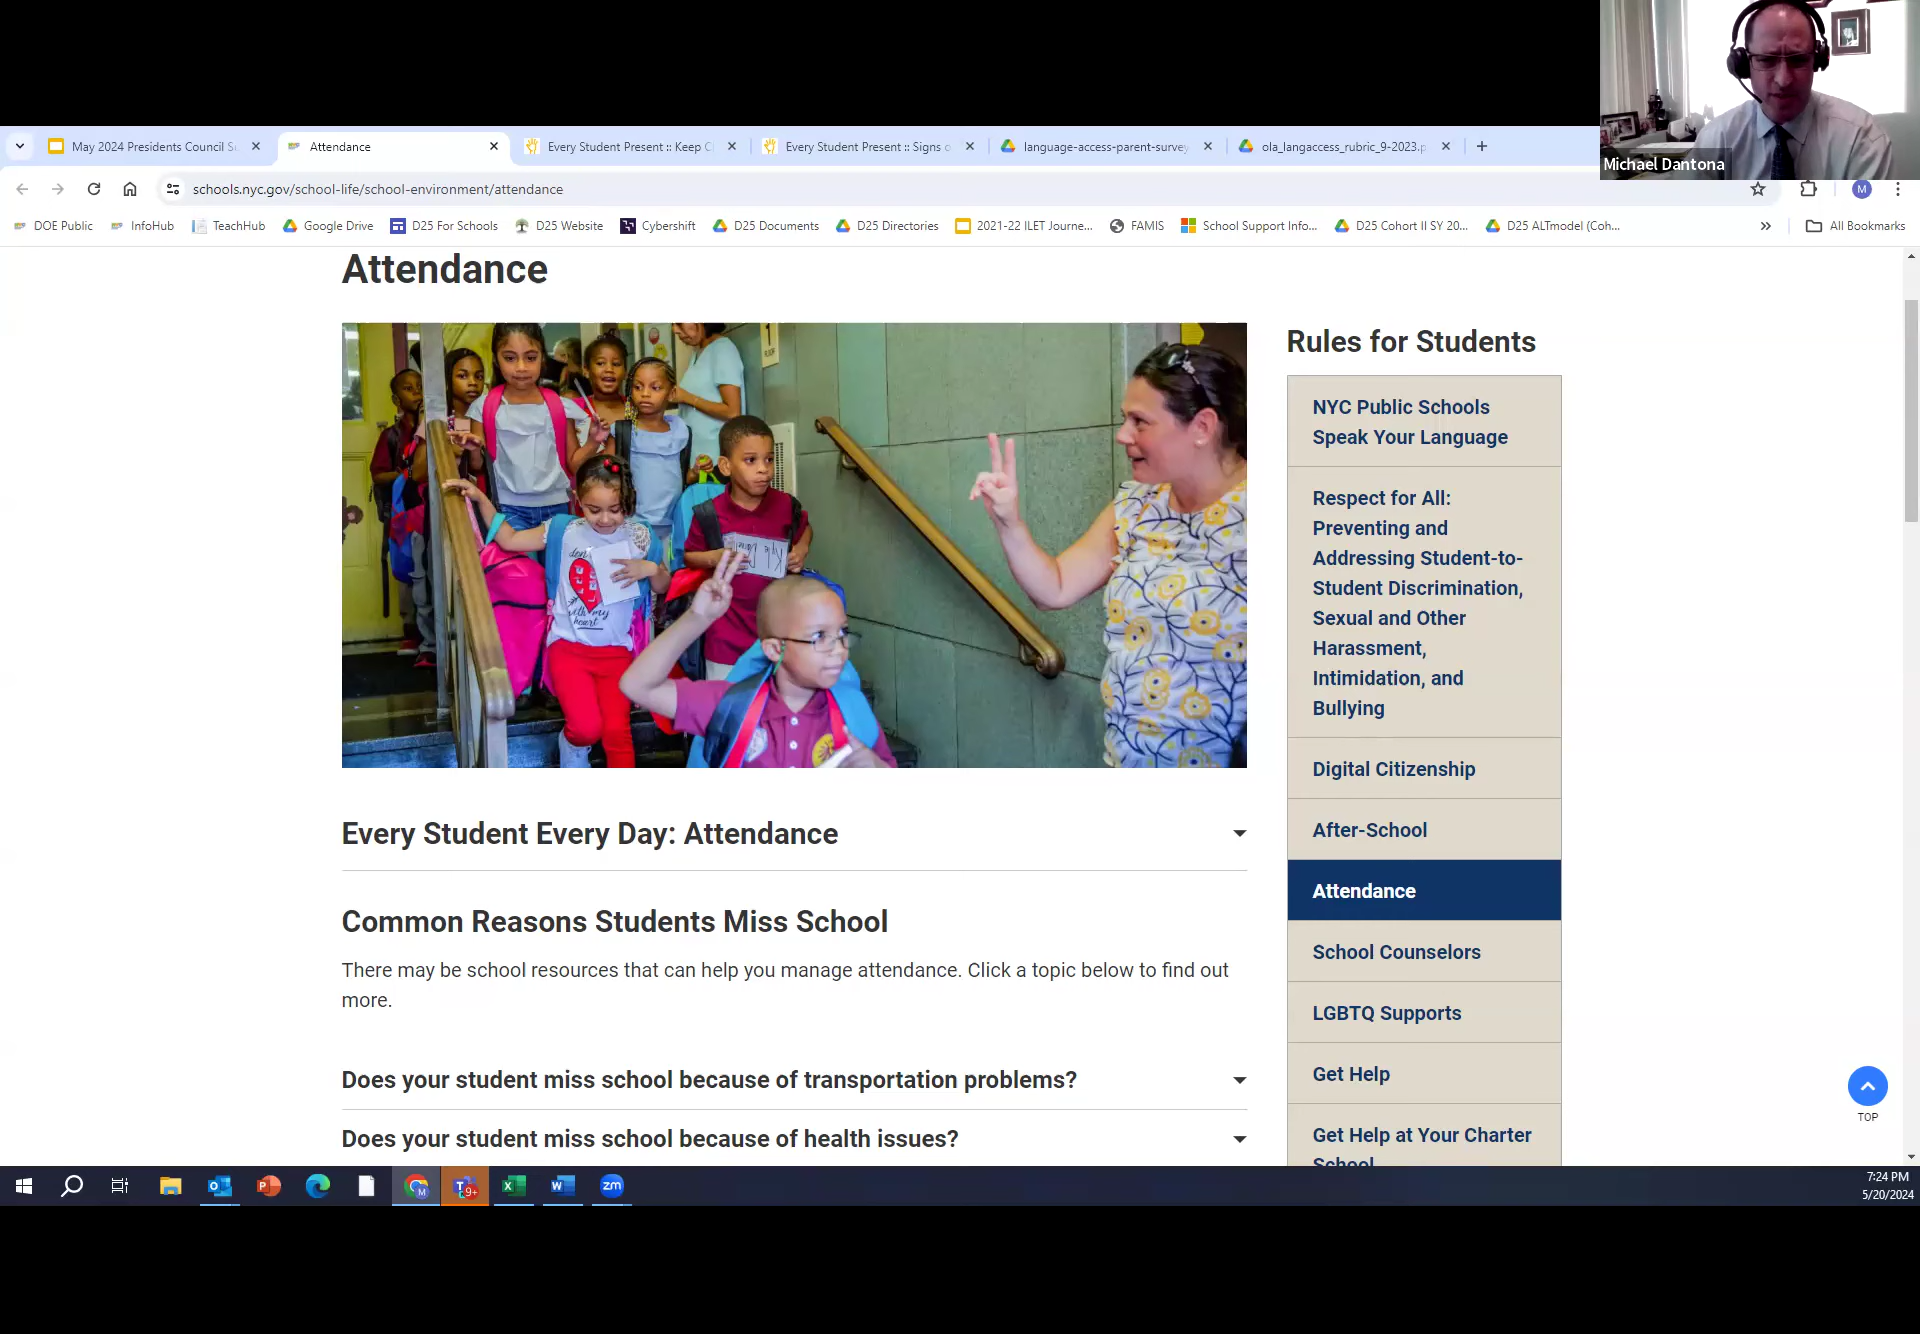 Michael Dantona
May 2024 Presidents Council S
Attendance
Every Student Present :: Keep C
Every Student Present :: Signs o
language-access-parent-survey
ola_langaccess_rubric_9-2023.p
schools.nyc.gov/school-life/school-environment/attendance
M
DOE Public
InfoHub
TeachHub
Google Drive
D25 For Schools
D25 Website
Cybershift
D25 Documents
D25 Directories
2021-22 ILET Journe...
FAMIS
School Support Info...
D25 Cohort II SY 20...
D25 ALTmodel (Coh...
All Bookmarks
Attendance
1
don't
with my
heart
Every Student Every Day: Attendance
Common Reasons Students Miss School
There may be school resources that can help you manage attendance. Click a topic below to find out
more.
Does your student miss school because of transportation problems?
Does your student miss school because of health issues?
Rules for Students
NYC Public Schools
Speak Your Language
Respect for All:
Preventing and
Addressing Student-to-
Student Discrimination,
Sexual and Other
Harassment,
Intimidation, and
Bullying
Digital Citizenship
After-School
Attendance
School Counselors
LGBTQ Supports
Get Help
Get Help at Your Charter
School
TOP
9+
zm
7:24 PM
5/20/2024